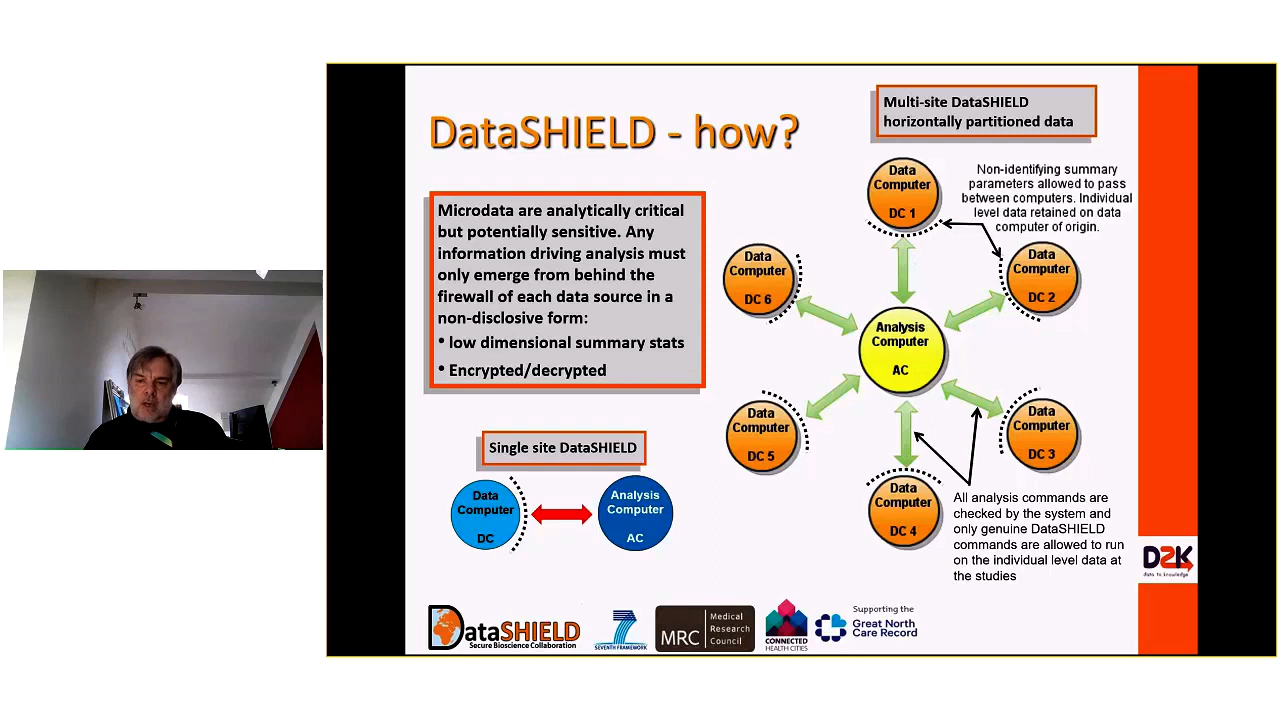 DataSHIELD - how?
Multi-site DataSHIELD
horizontally partitioned data
Microdata are analytically critical
but potentially sensitive. Any
information driving analysis must
only emerge from behind the
firewall of each data source in a
non-disclosive form:
• low dimensional summary stats
• Encrypted/decrypted
Single site DataSHIELD
Data
Computer
DC
Analysis
Computer
AC
Data
Computer
DC 1
Non-identifying summary
parameters allowed to pass
between computers. Individual
level data retained on data
computer of origin.
Data
Computer
DC 2
Data
Computer
DC 6
Analysis
Computer
AC
Data
Computer
DC 5
Data
Computer
DC 3
Data
Computer
DC 4
All analysis commands are
checked by the system and
only genuine DataSHIELD
commands are allowed to run
on the individual level data at
the studies
D2K
data to knowledge
DataSHIELD
Secure Bioscience Collaboration
7
SEVENTH FRAMEWORK
MRC
Medical
Research
Council
CONNECTED
HEALTH CITIES
Supporting the
Great North
Care Record